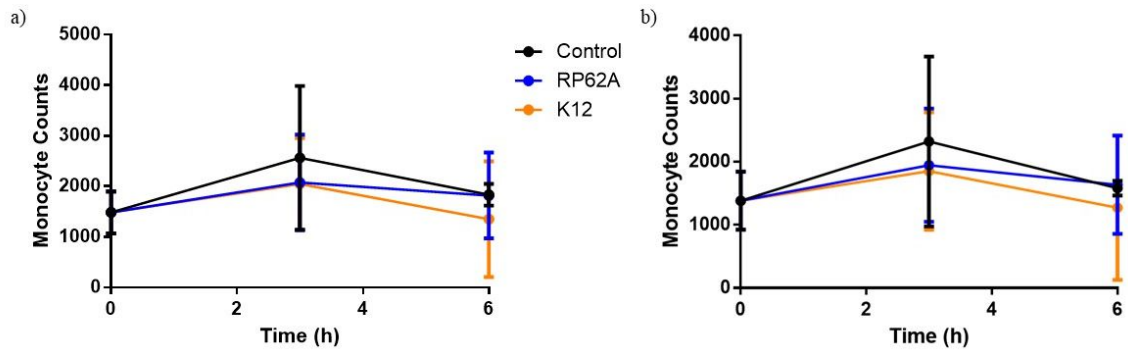 a)
5000
4000
3000
2000
1000
0
Monocyte Counts
0 2 4 6
Time (h)
Control
RP62A
K12
b)
4000
3000
2000
1000
0
Monocyte Counts
0 2 4 6
Time (h)